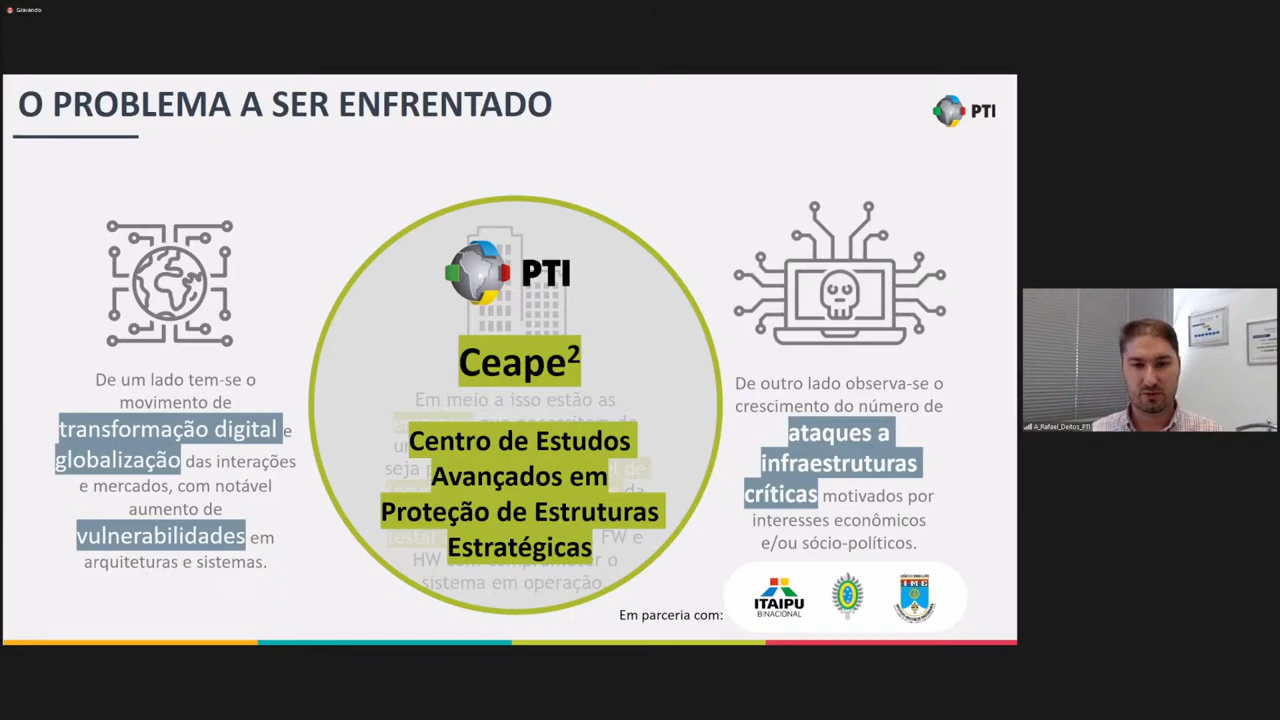 Gravando
O PROBLEMA A SER ENFRENTADO
PTI
De um lado tem-se o
movimento de
transformação digital e
globalização das interações
e mercados, com notável
aumento de
vulnerabilidades em
arquiteturas e sistemas.
PTI
Ceape²
Em meio a isso estão as
Centro de Estudos
Avançados em
Proteção de Estruturas
Estratégicas
FW e
HW sem comprometer o
sistema em operação.
De outro lado observa-se o
crescimento do número de
ataques a
infraestruturas
críticas motivados por
interesses econômicos
e/ou sócio-políticos.
Em parceria com:
ITAIPU
BINACIONAL
IME
A_Rafael_Deitos_PTI